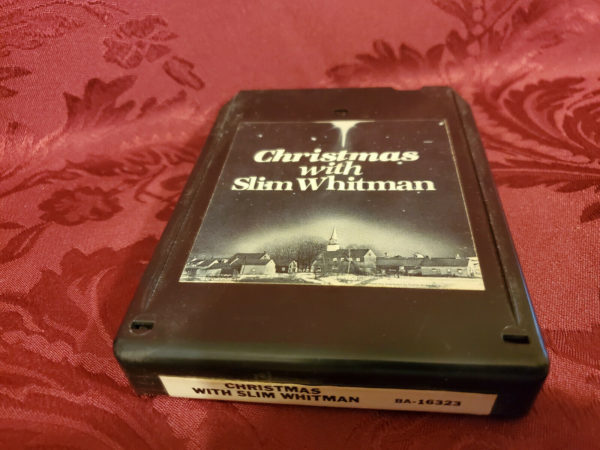 Christmas
with
Slim Whitman
CHRISTMAS
WITH SLIM WHITMAN 8A-16323